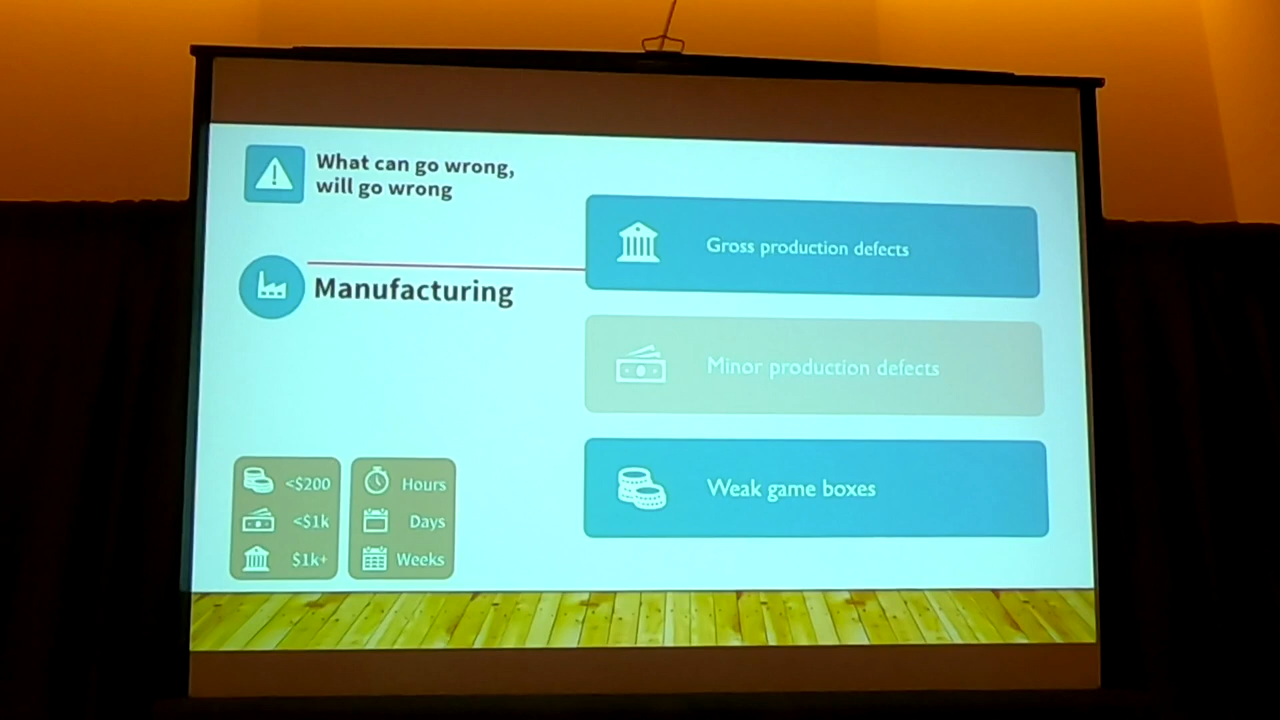 What can go wrong,
will go wrong
Manufacturing
Gross production defects
Minor production defects
Weak game boxes
<$200
<$1k
$1k+
Hours
Days
Weeks